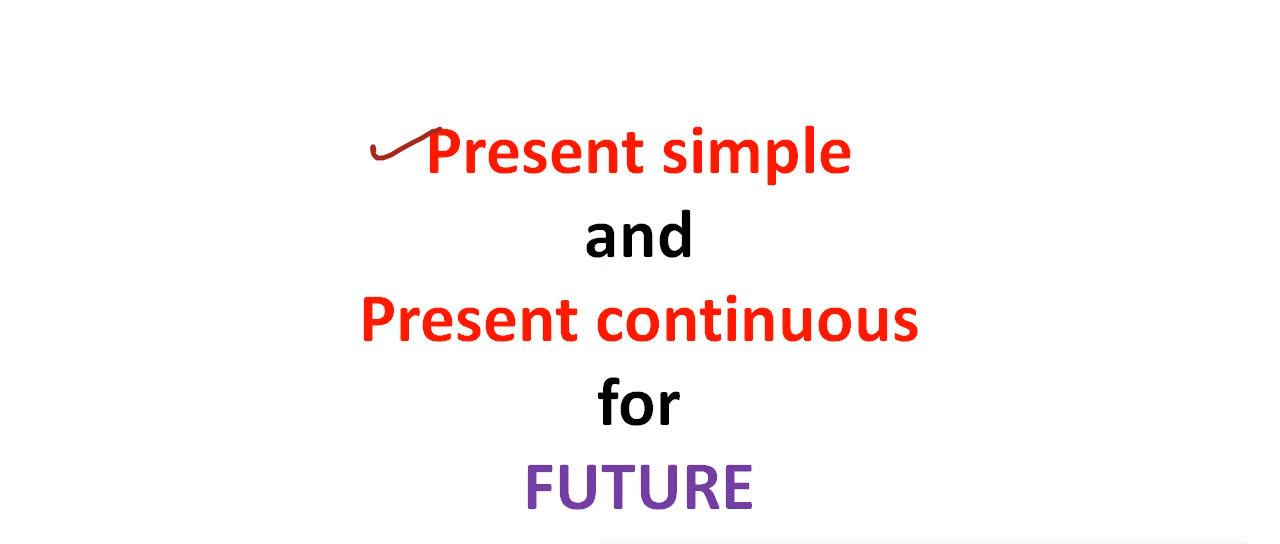 Present simple
and
Present continuous
for
FUTURE